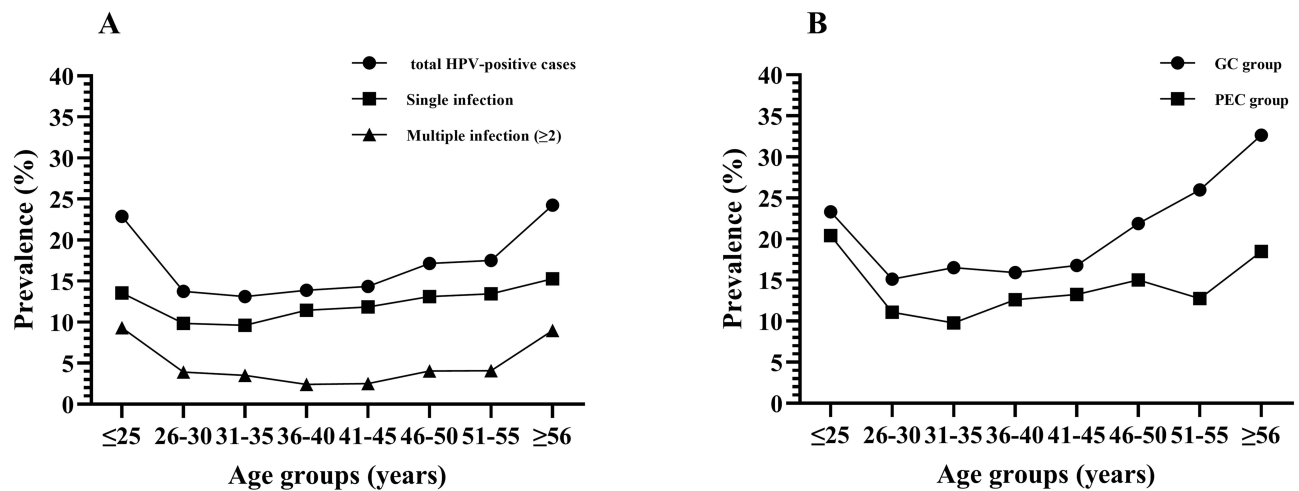 A
total HPV-positive cases
Single infection
Multiple infection (≥2)
40
35
30
25
20
15
10
5
0
Prevalence (%)
≤25 26-30 31-35 36-40 41-45 46-50 51-55 ≥56
Age groups (years)
B
GC group
PEC group
40
35
30
25
20
15
10
5
0
Prevalence (%)
≤25 26-30 31-35 36-40 41-45 46-50 51-55 ≥56
Age groups (years)